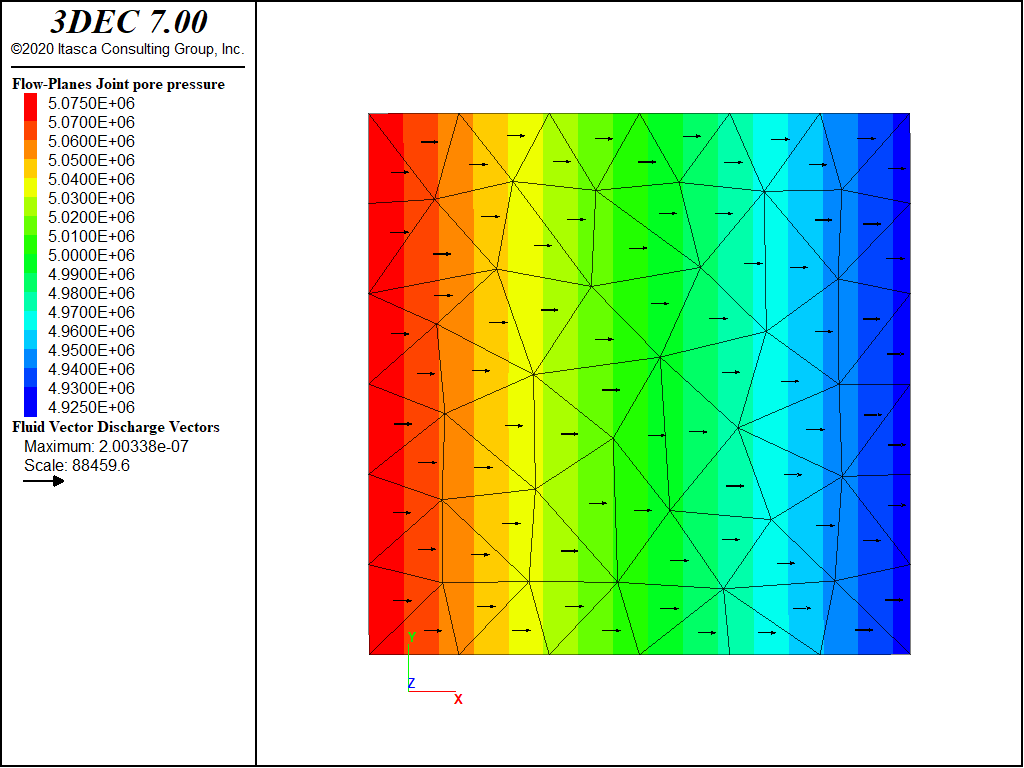 3DEC 7.00
©2020 Itasca Consulting Group, Inc.
Flow-Planes Joint pore pressure
5.0750E+06
5.0700E+06
5.0600E+06
5.0500E+06
5.0400E+06
5.0300E+06
5.0200E+06
5.0100E+06
5.0000E+06
4.9900E+06
4.9800E+06
4.9700E+06
4.9600E+06
4.9500E+06
4.9400E+06
4.9300E+06
4.9250E+06
Fluid Vector Discharge Vectors
Maximum: 2.00338e-07
Scale: 88459.6
Y
Z
X